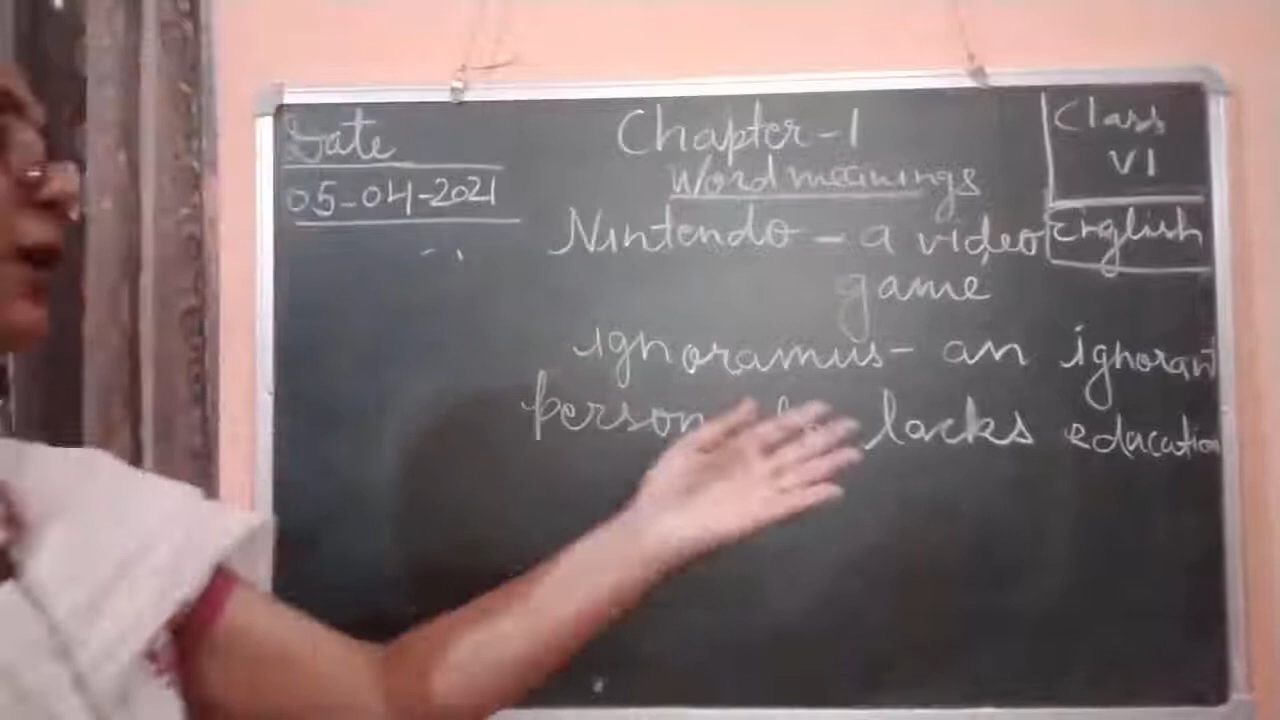 Date
05-04-2021
Chapter-1
Word meanings
Class
VI
English
Nintendo - a video
game
ignoramus - an ignorant
person lacks education